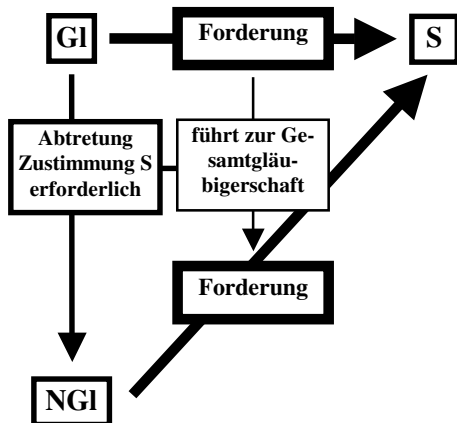 Gl
Forderung
S
Abtretung
Zustimmung S
erforderlich
führt zur Ge-
samtgläu-
bigerschaft
Forderung
NGl